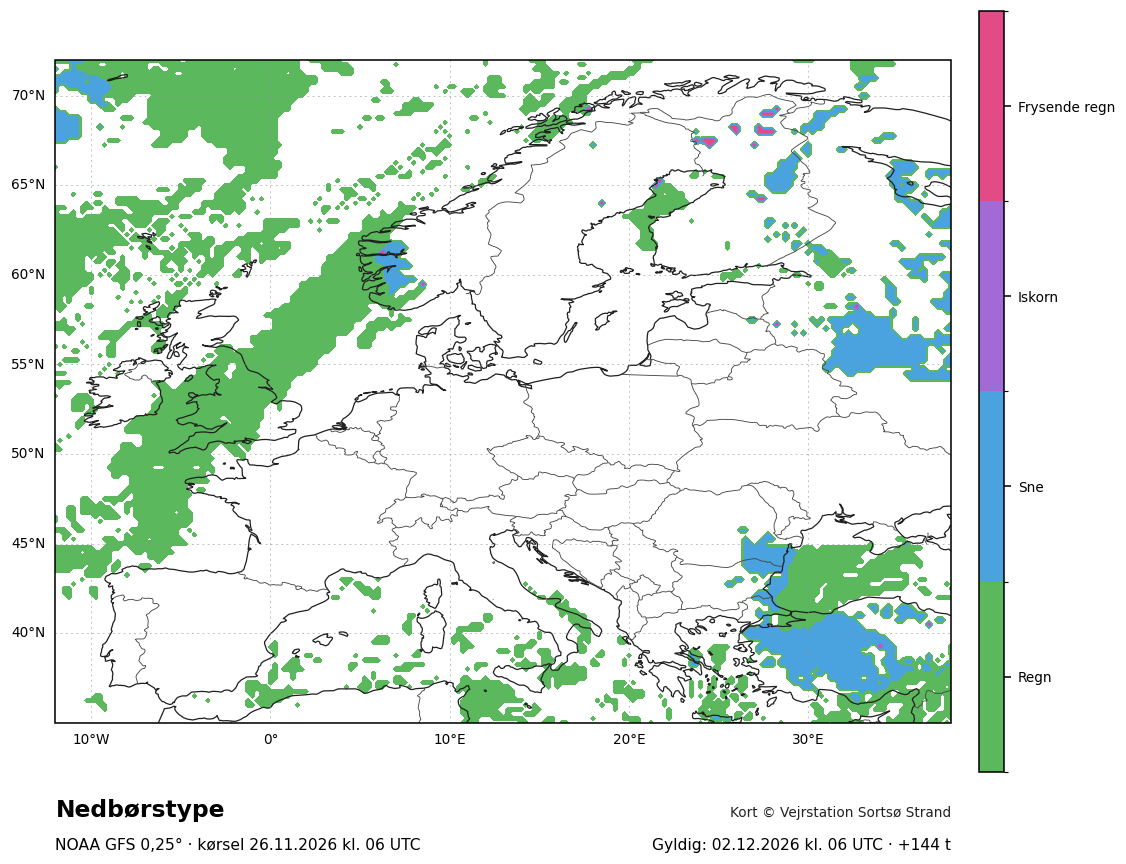 70°N
65°N
60°N
55°N
50°N
45°N
40°N
10°W
0°
10°E
20°E
30°E
Frysende regn
Iskorn
Sne
Regn
Nedbørstype
Kort © Vejrstation Sortsø Strand
NOAA GFS 0,25° · kørsel 26.11.2026 kl. 06 UTC
Gyldig: 02.12.2026 kl. 06 UTC · +144 t